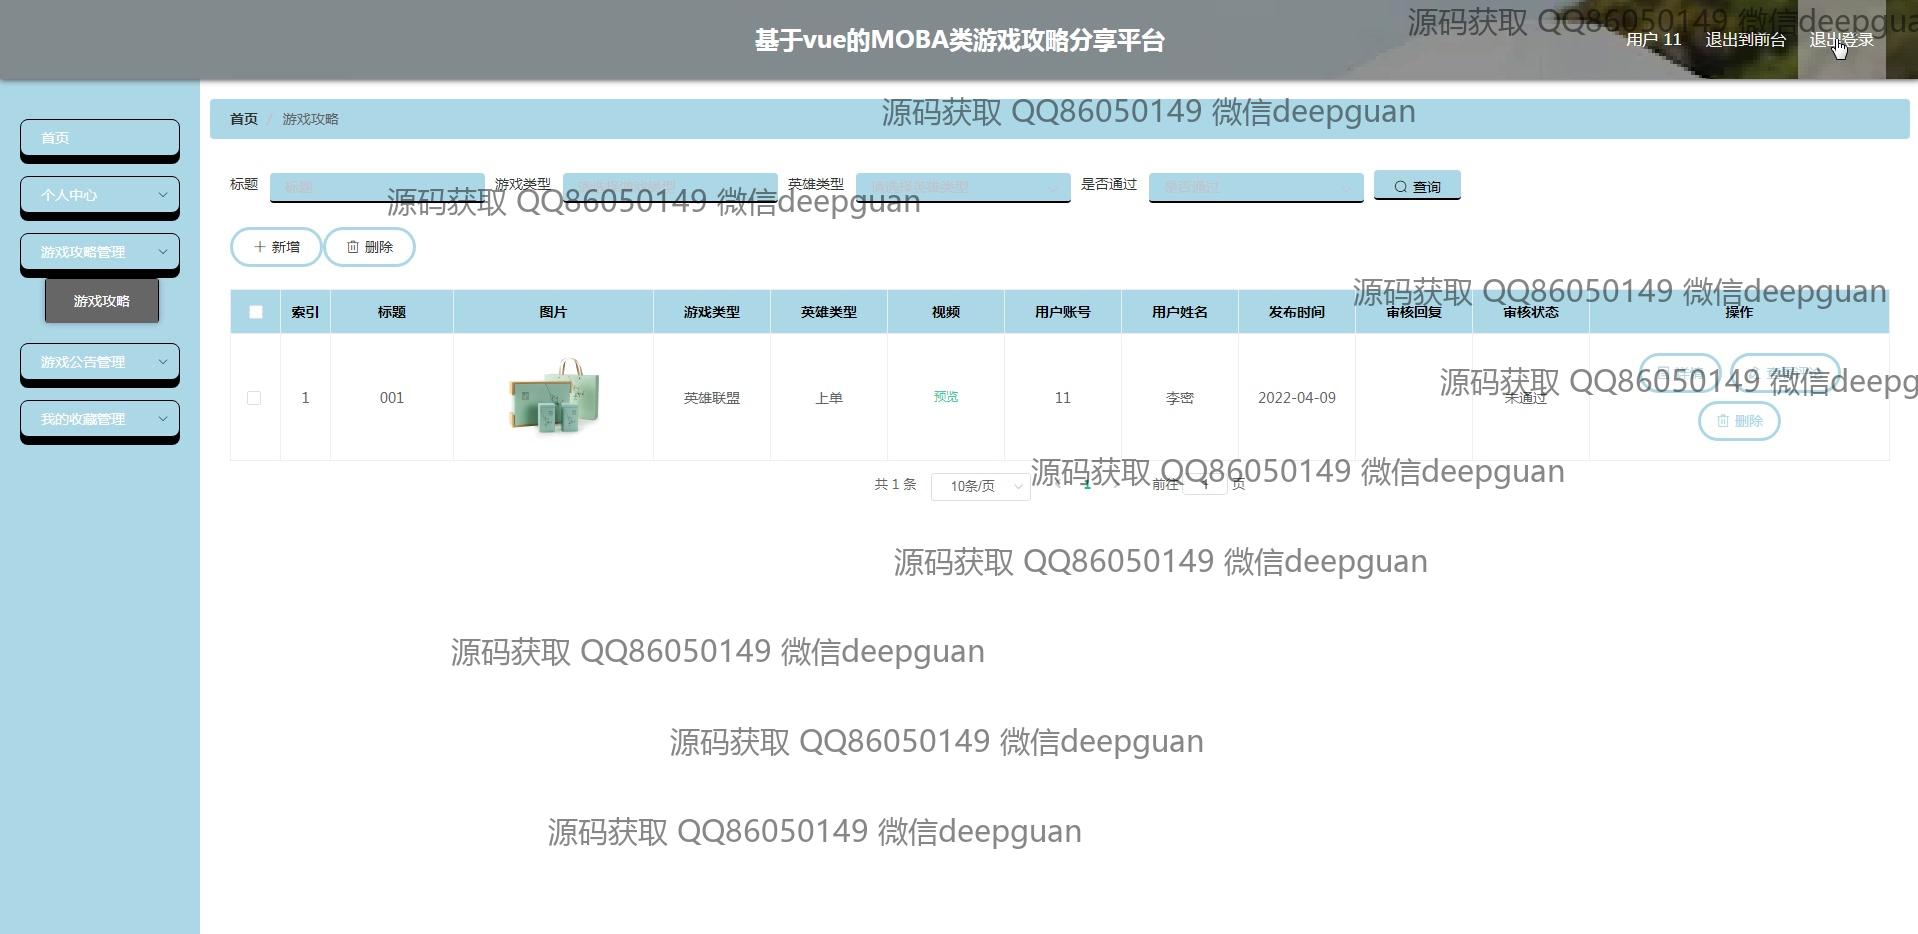 基于vue的MOBA类游戏攻略分享平台
源码获取 QQ86050149 微信deepgua
用户 11 退出到前台 退出登录
首页 / 游戏攻略
源码获取 QQ86050149 微信deepguan
首页
个人中心
游戏攻略管理
游戏攻略
游戏公告管理
我的收藏管理
标题 标题 游戏类型 英雄类型 请选择英雄类型 是否通过 是否通过 查询
源码获取 QQ86050149 微信deepguan
新增 删除
源码获取 QQ86050149 微信deepguan
索引 标题 图片 游戏类型 英雄类型 视频 用户账号 用户姓名 发布时间 审核回复 审核状态 操作
源码获取 QQ86050149 微信deepg
1 001 英雄联盟 上单 预览 11 李密 2022-04-09 未通过
删除
源码获取 QQ86050149 微信deepguan
共 1 条 10条/页 1 前往 1 页
源码获取 QQ86050149 微信deepguan
源码获取 QQ86050149 微信deepguan
源码获取 QQ86050149 微信deepguan
源码获取 QQ86050149 微信deepguan